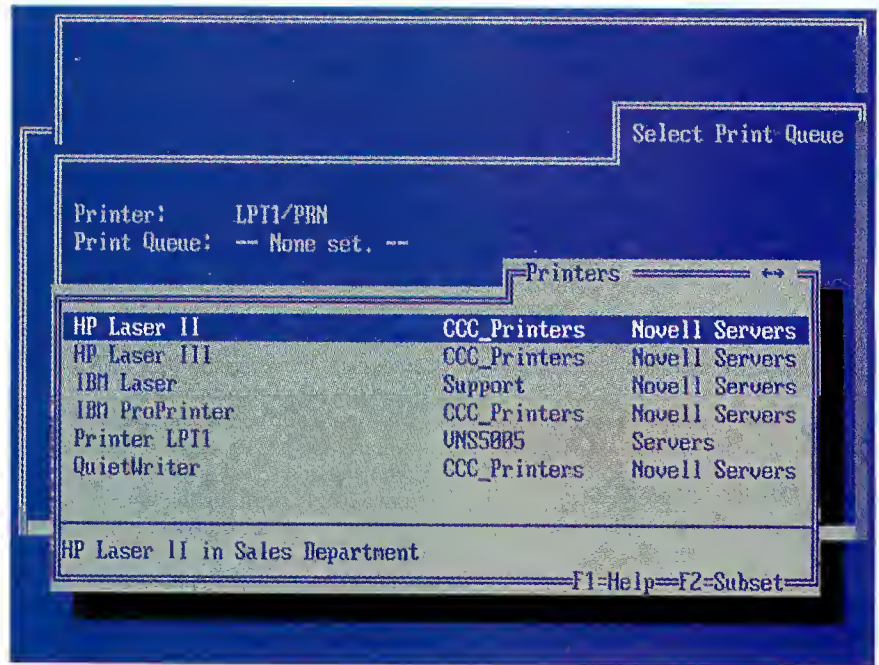 Select Print Queue
Printer: LPT1/PRN
Print Queue: -- None set. --
Printers ↔
HP Laser II CCC_Printers Novell Servers
HP Laser III CCC_Printers Novell Servers
IBM Laser Support Novell Servers
IBM ProPrinter CCC_Printers Novell Servers
Printer LPT1 VNS5005 Servers
QuietWriter CCC_Printers Novell Servers
HP Laser II in Sales Department
F1=Help F2=Subset